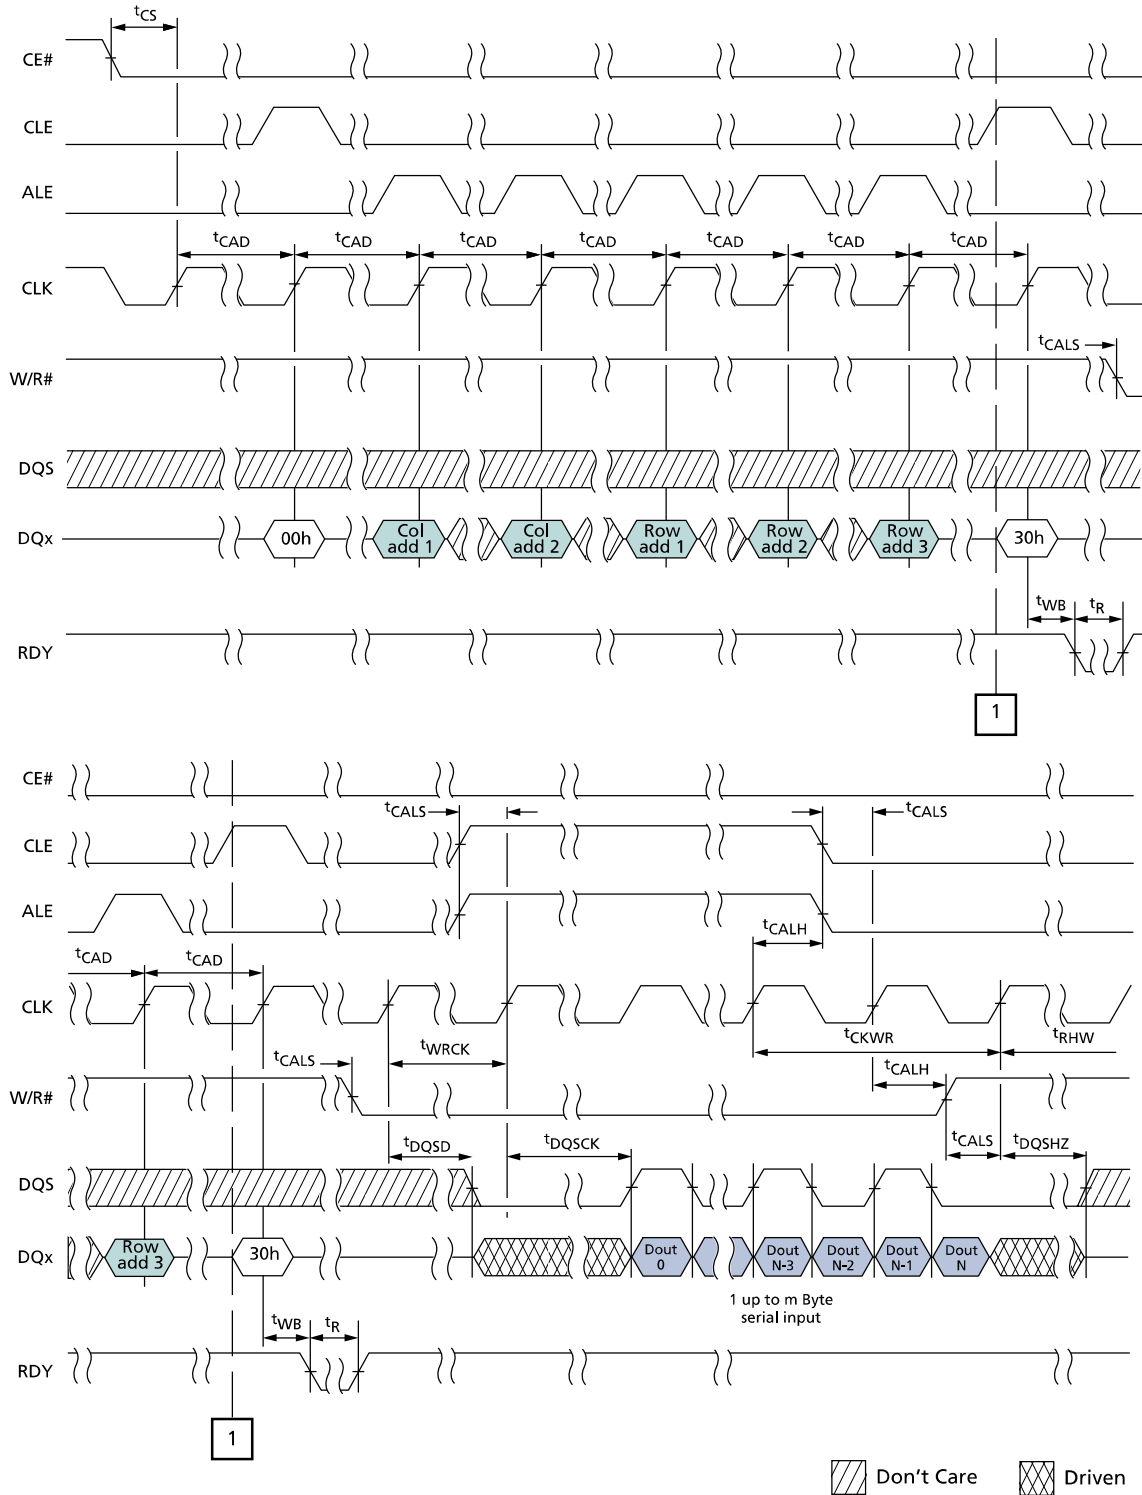 tCS
CE#
CLE
ALE
tCAD tCAD tCAD tCAD tCAD tCAD tCAD
CLK
tCALS
W/R#
DQS
DQx 00h Col add 1 Col add 2 Row add 1 Row add 2 Row add 3 30h
tWB tR
RDY
1
CE#
tCALS tCALS
CLE
ALE
tCALH
tCAD tCAD
CLK
tWRCK tCKWR tRHW
tCALS tCALH
W/R#
tDQSD tDQSCK tCALS tDQSHZ
DQS
DQx Row add 3 30h Dout 0 Dout N-3 Dout N-2 Dout N-1 Dout N
1 up to m Byte
serial input
tWB tR
RDY
1
Don't Care Driven